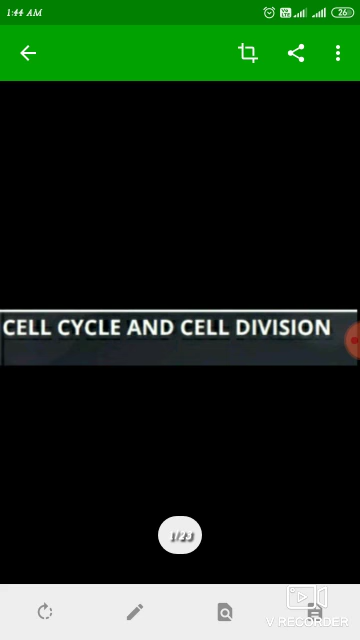 1:44 AM
26
CELL CYCLE AND CELL DIVISION
1/23
V.RECORDER